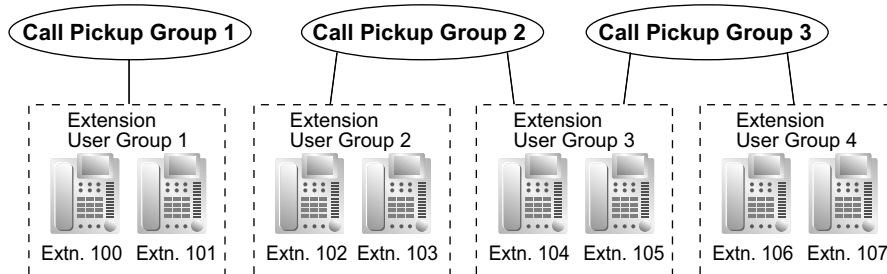 Call Pickup Group 1
Call Pickup Group 2
Call Pickup Group 3
Extension
User Group 1
Extension
User Group 2
Extension
User Group 3
Extension
User Group 4
Extn. 100 Extn. 101
Extn. 102 Extn. 103
Extn. 104 Extn. 105
Extn. 106 Extn. 107